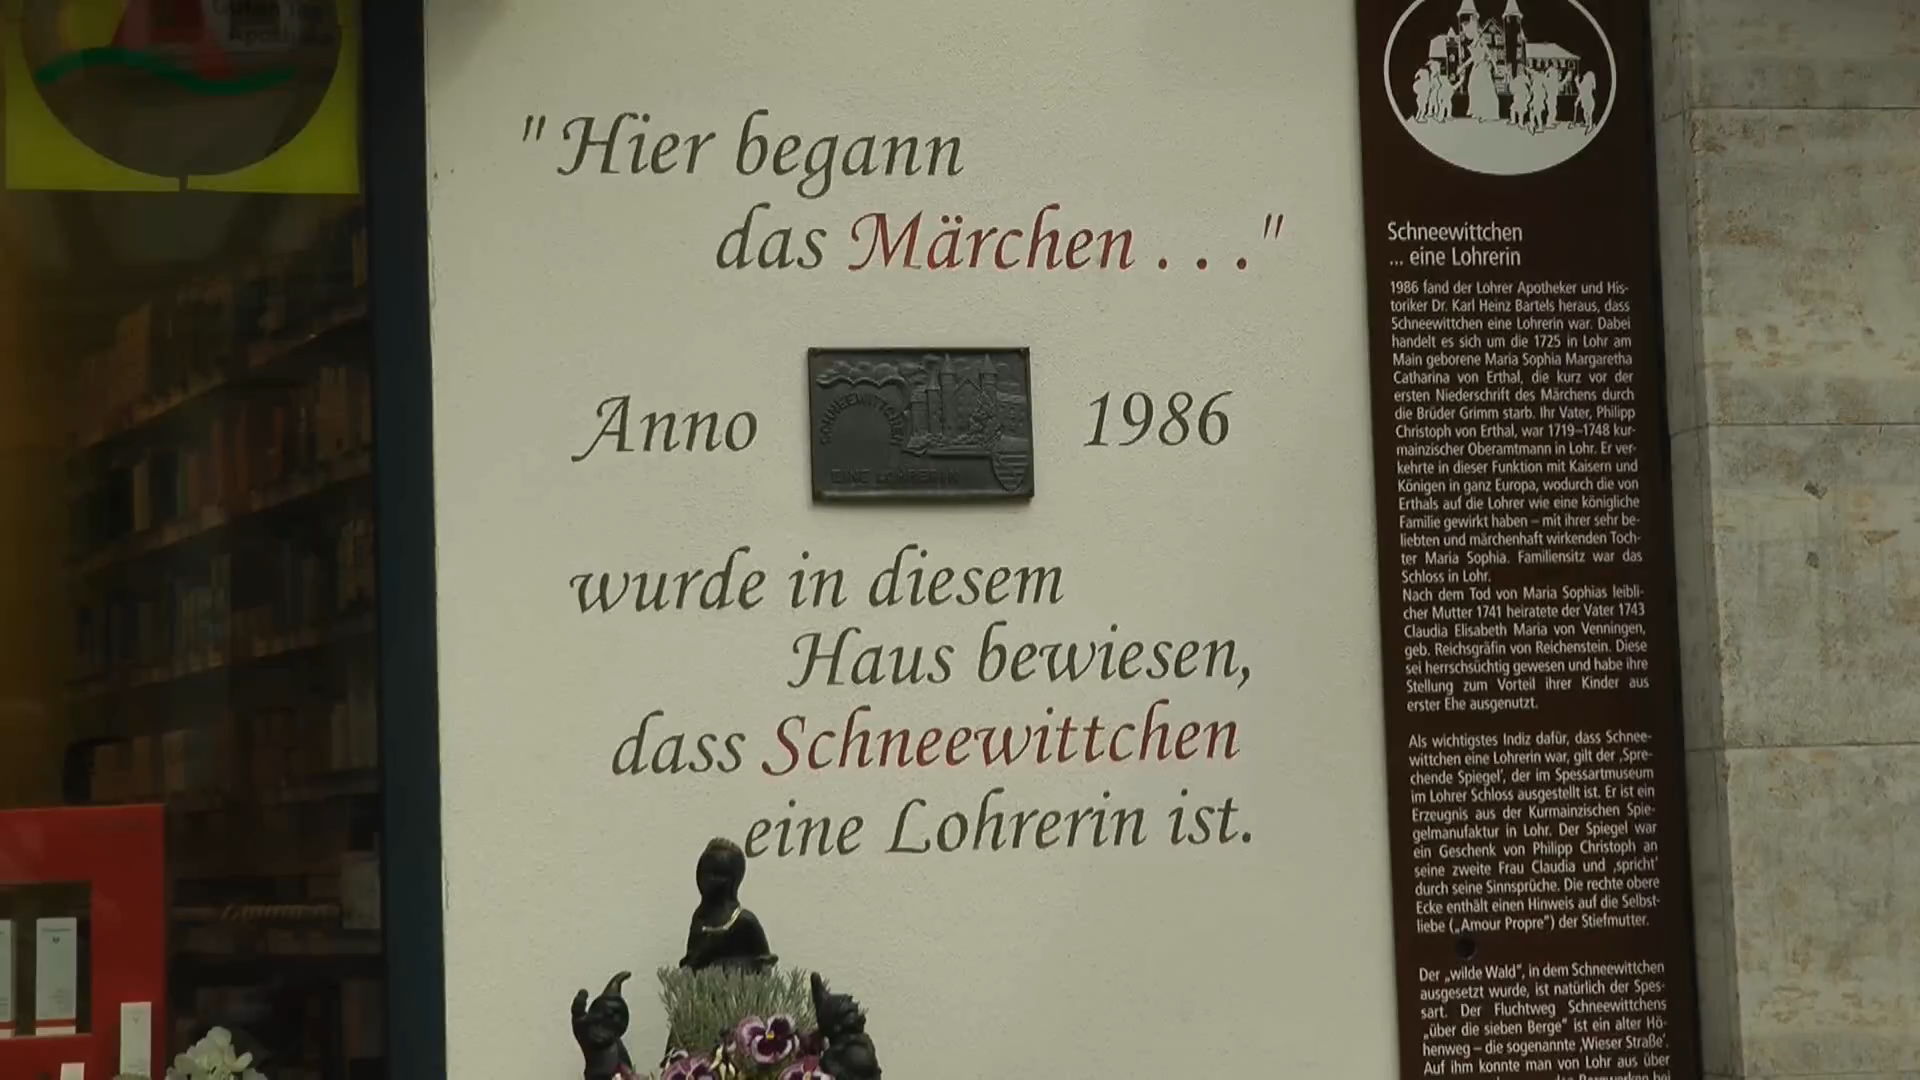 "Hier begann
das Märchen . . ."
Anno 1986
SCHNEEWITTCHEN
EINE LOHRERIN
wurde in diesem
Haus bewiesen,
dass Schneewittchen
eine Lohrerin ist.
Schneewittchen
... eine Lohrerin
1986 fand der Lohrer Apotheker und His-
toriker Dr. Karl Heinz Bartels heraus, dass
Schneewittchen eine Lohrerin war. Dabei
handelt es sich um die 1725 in Lohr am
Main geborene Maria Sophia Margaretha
Catharina von Erthal, die kurz vor der
ersten Niederschrift des Märchens durch
die Brüder Grimm starb. Ihr Vater, Philipp
Christoph von Erthal, war 1719–1748 kur-
mainzischer Oberamtmann in Lohr. Er ver-
kehrte in dieser Funktion mit Kaisern und
Königen in ganz Europa, wodurch die von
Erthals auf die Lohrer wie eine königliche
Familie gewirkt haben – mit ihrer sehr be-
liebten und märchenhaft wirkenden Toch-
ter Maria Sophia. Familiensitz war das
Schloss in Lohr.
Nach dem Tod von Maria Sophias leibli-
cher Mutter 1741 heiratete der Vater 1743
Claudia Elisabeth Maria von Venningen,
geb. Reichsgräfin von Reichenstein. Diese
sei herrschsüchtig gewesen und habe ihre
Stellung zum Vorteil ihrer Kinder aus
erster Ehe ausgenutzt.
Als wichtigstes Indiz dafür, dass Schnee-
wittchen eine Lohrerin war, gilt der ‚Spre-
chende Spiegel', der im Spessartmuseum
im Lohrer Schloss ausgestellt ist. Er ist ein
Erzeugnis aus der Kurmainzischen Spie-
gelmanufaktur in Lohr. Der Spiegel war
ein Geschenk von Philipp Christoph an
seine zweite Frau Claudia und ‚spricht'
durch seine Sinnsprüche. Die rechte obere
Ecke enthält einen Hinweis auf die Selbst-
liebe („Amour Propre") der Stiefmutter.
Der „wilde Wald", in dem Schneewittchen
ausgesetzt wurde, ist natürlich der Spes-
sart. Der Fluchtweg Schneewittchens
„über die sieben Berge" ist ein alter Hö-
henweg – die sogenannte ‚Wieser Straße'.
Auf ihm konnte man von Lohr aus über